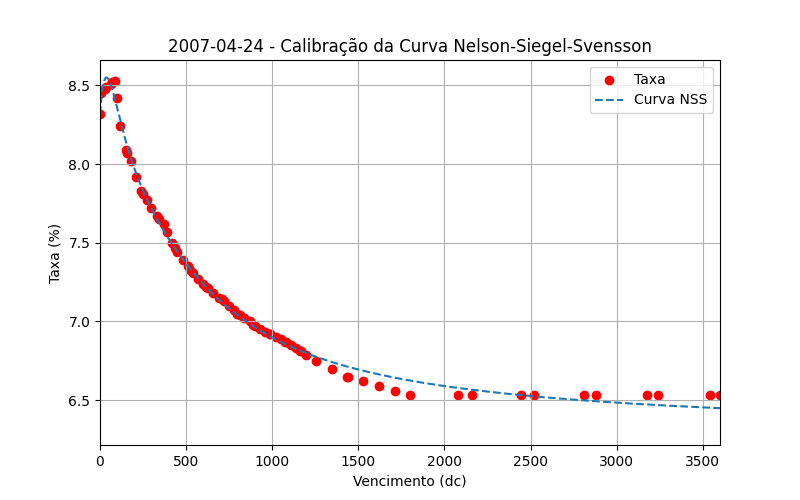 2007-04-24 - Calibração da Curva Nelson-Siegel-Svensson
Taxa
Curva NSS
Taxa (%)
8.5
8.0
7.5
7.0
6.5
0 500 1000 1500 2000 2500 3000 3500
Vencimento (dc)